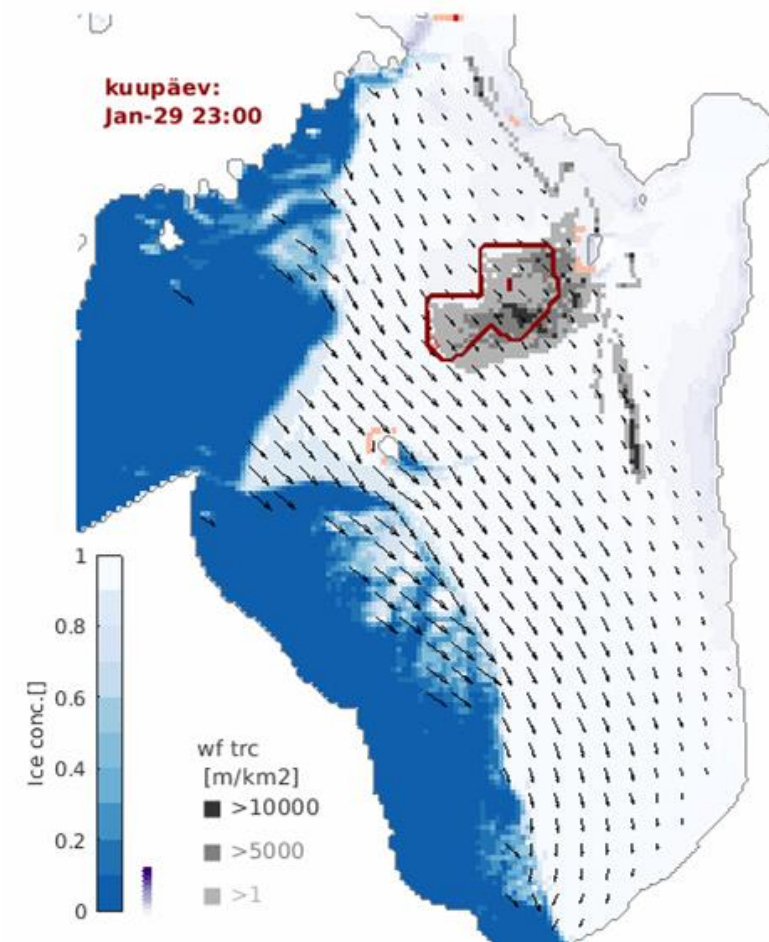 kuupäev:
Jan-29 23:00
1
0.8
0.6
0.4
0.2
0
Ice conc.[]
wf trc
[m/km2]
>10000
>5000
>1